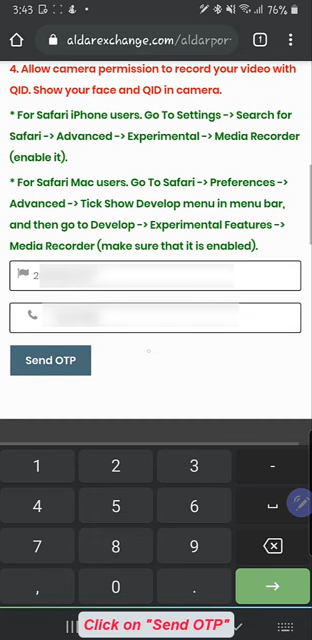 3:43
76%
aldarexchange.com/aldarpor
1
4. Allow camera permission to record your video with
QID. Show your face and QID in camera.
* For Safari iPhone users. Go To Settings -> Search for
Safari -> Advanced -> Experimental -> Media Recorder
(enable it).
* For Safari Mac users. Go To Safari -> Preferences ->
Advanced -> Tick Show Develop menu in menu bar,
and then go to Develop -> Experimental Features ->
Media Recorder (make sure that it is enabled).
2
Send OTP
1 2 3 -
4 5 6
7 8 9
, 0 .
Click on "Send OTP"